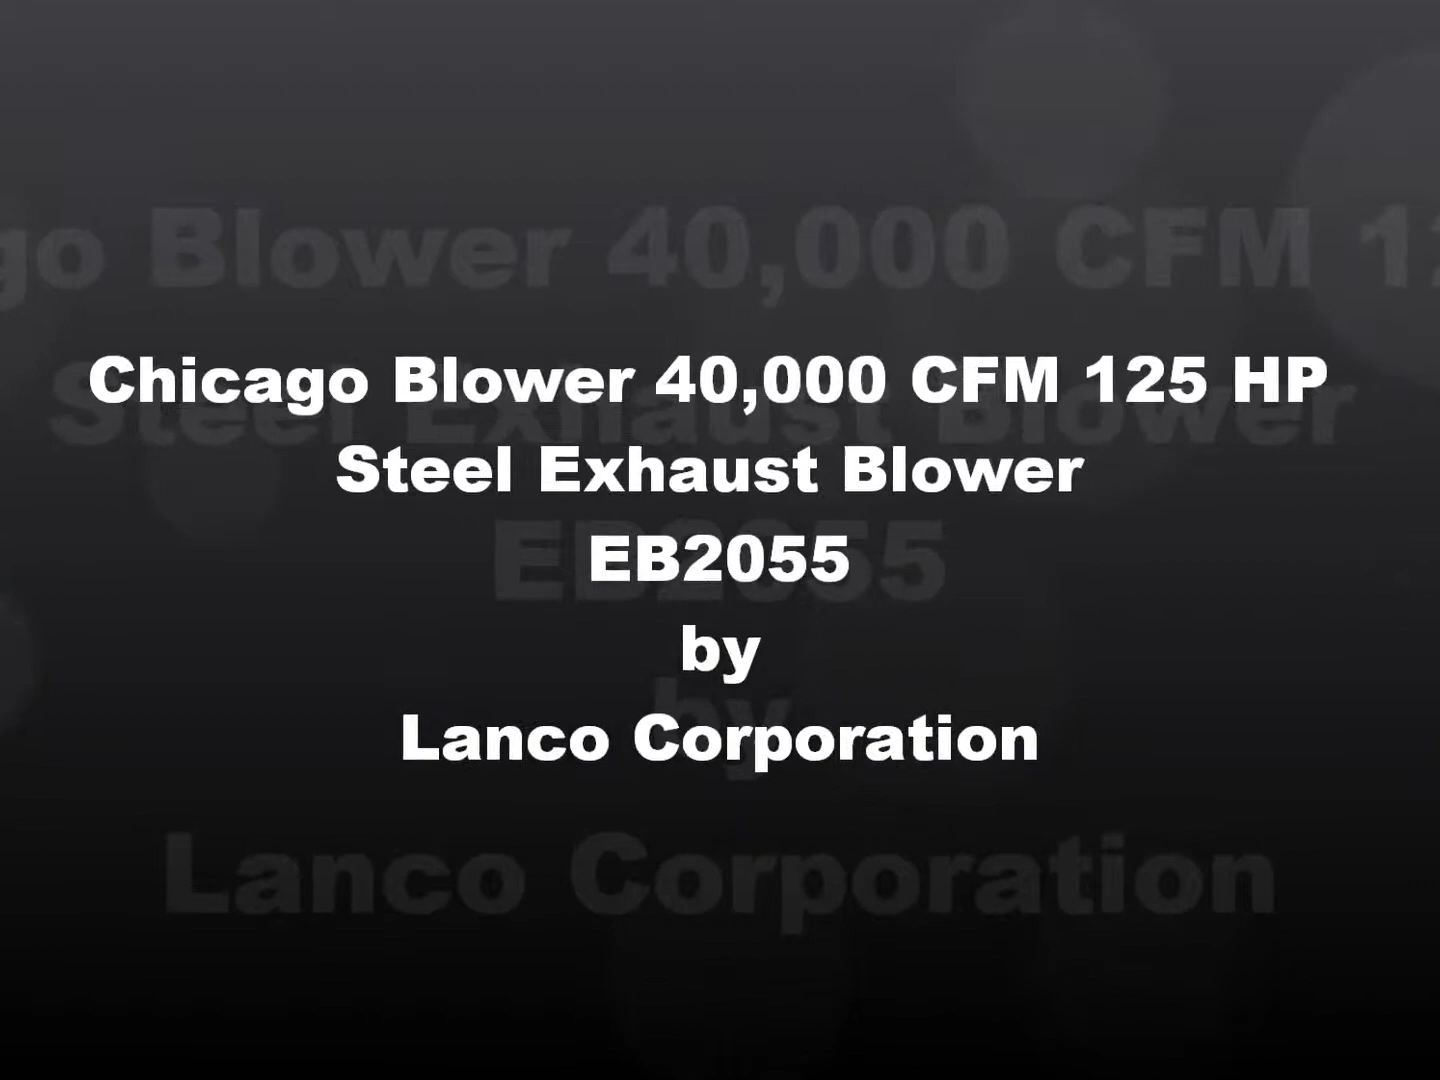 Chicago Blower 40,000 CFM 125 HP
Steel Exhaust Blower
EB2055
by
Lanco Corporation